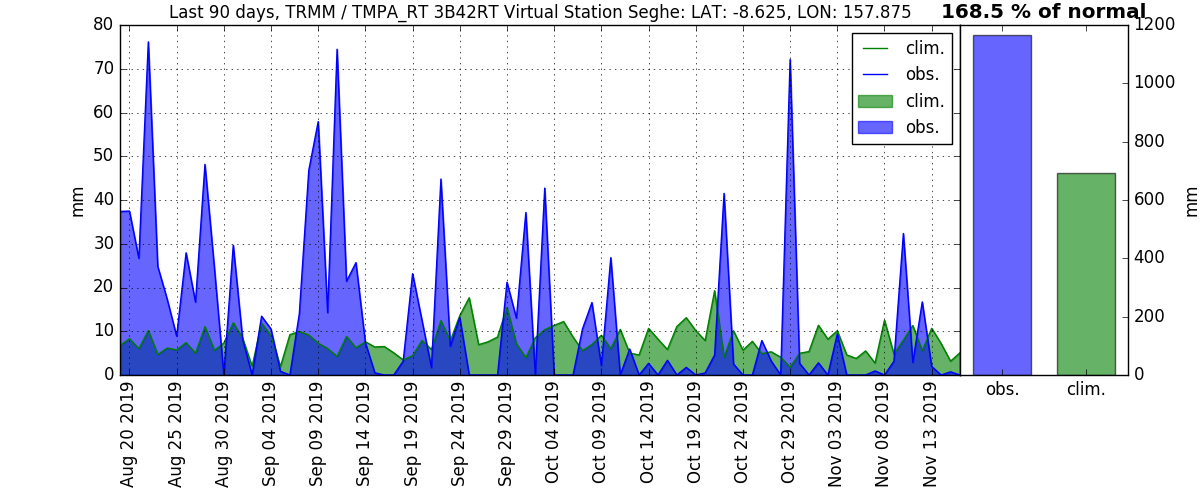 Last 90 days, TRMM / TMPA_RT 3B42RT Virtual Station Seghe: LAT: -8.625, LON: 157.875
168.5 % of normal
mm
80
70
60
50
40
30
20
10
0
clim.
obs.
clim.
obs.
Aug 20 2019
Aug 25 2019
Aug 30 2019
Sep 04 2019
Sep 09 2019
Sep 14 2019
Sep 19 2019
Sep 24 2019
Sep 29 2019
Oct 04 2019
Oct 09 2019
Oct 14 2019
Oct 19 2019
Oct 24 2019
Oct 29 2019
Nov 03 2019
Nov 08 2019
Nov 13 2019
1200
1000
800
600
400
200
0
mm
obs.
clim.